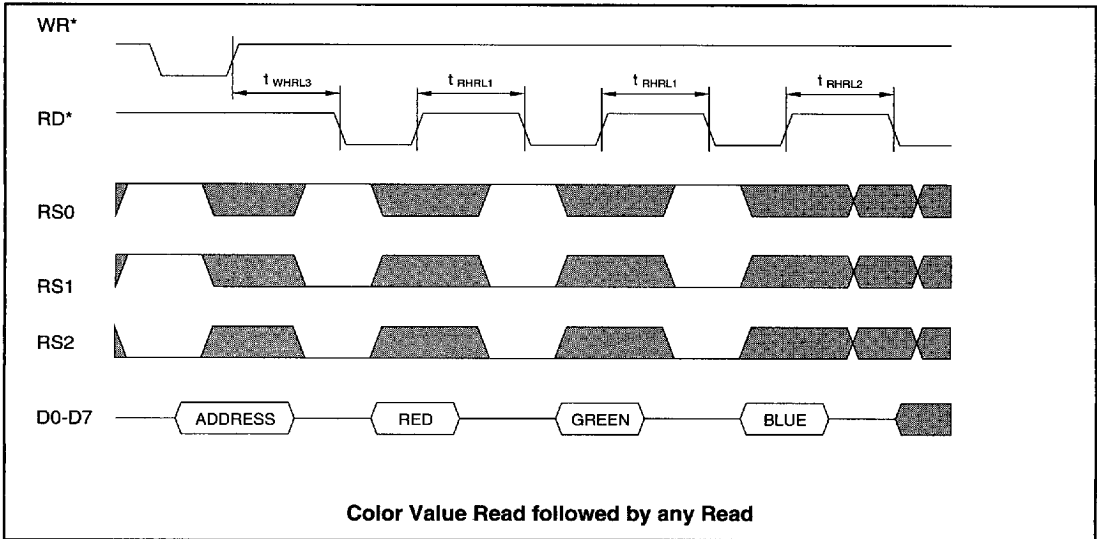 WR*
t WHRL3
t RHRL1
t RHRL1
t RHRL2
RD*
RS0
RS1
RS2
D0-D7
ADDRESS
RED
GREEN
BLUE
Color Value Read followed by any Read